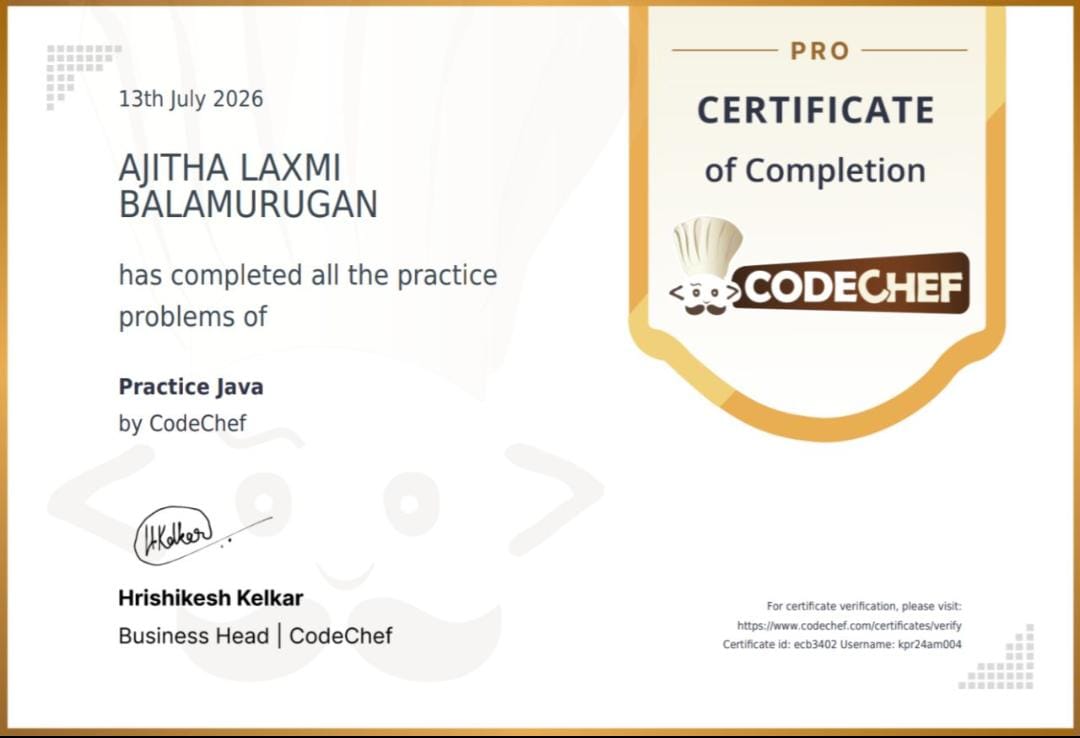 13th July 2026
AJITHA LAXMI
BALAMURUGAN
has completed all the practice
problems of
Practice Java
by CodeChef
HKelkar
Hrishikesh Kelkar
Business Head | CodeChef
PRO
CERTIFICATE
of Completion
CODECHEF
For certificate verification, please visit:
https://www.codechef.com/certificates/verify
Certificate id: ecb3402 Username: kpr24am004